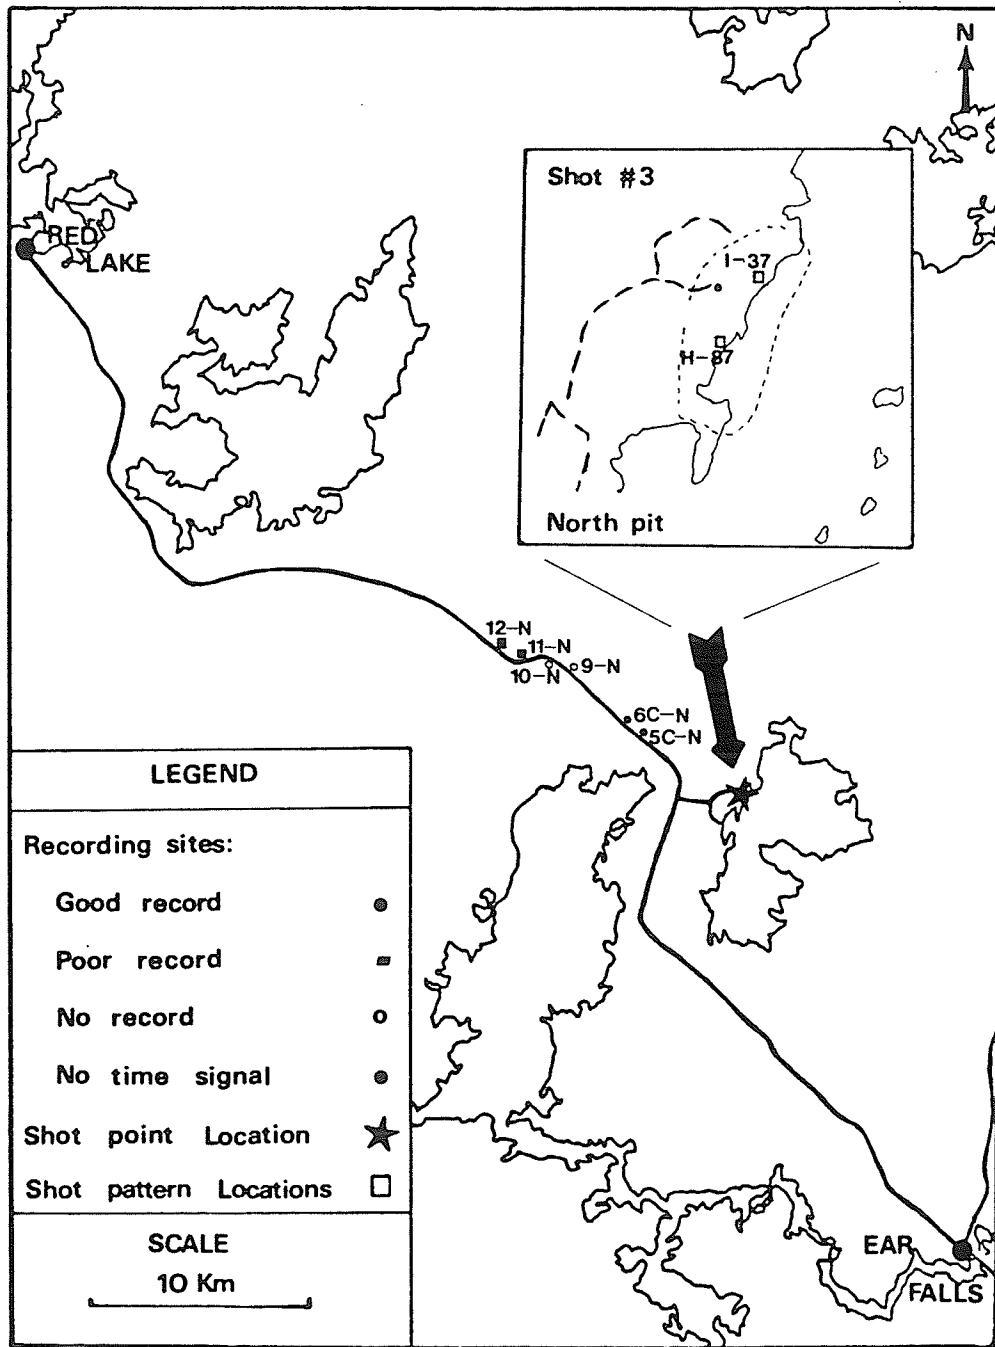 N
Shot #3
I-37
H-87
North pit
RED
LAKE
12-N
11-N
10-N
9-N
6C-N
5C-N
LEGEND
Recording sites:
Good record
Poor record
No record
No time signal
Shot point Location
Shot pattern Locations
SCALE
10 Km
EAR
FALLS